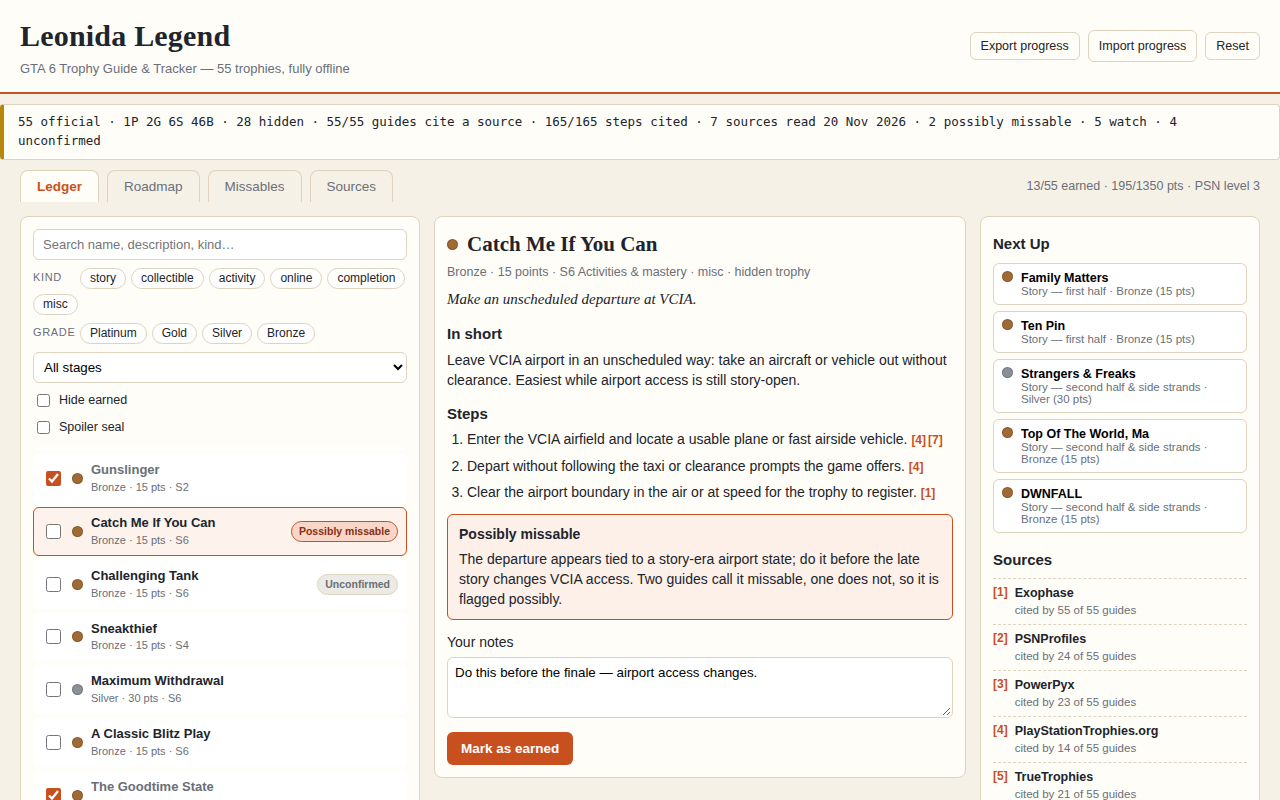 Leonida Legend
GTA 6 Trophy Guide & Tracker — 55 trophies, fully offline
Export progress
Import progress
Reset
55 official · 1P 2G 6S 46B · 28 hidden · 55/55 guides cite a source · 165/165 steps cited · 7 sources read 20 Nov 2026 · 2 possibly missable · 5 watch · 4
unconfirmed
Ledger
Roadmap
Missables
Sources
13/55 earned · 195/1350 pts · PSN level 3
Search name, description, kind…
KIND
story
collectible
activity
online
completion
misc
GRADE
Platinum
Gold
Silver
Bronze
All stages
Hide earned
Spoiler seal
Gunslinger
Bronze · 15 pts · S2
Catch Me If You Can
Bronze · 15 pts · S6
Possibly missable
Challenging Tank
Bronze · 15 pts · S6
Unconfirmed
Sneakthief
Bronze · 15 pts · S4
Maximum Withdrawal
Silver · 30 pts · S6
A Classic Blitz Play
Bronze · 15 pts · S6
The Goodtime State
Catch Me If You Can
Bronze · 15 points · S6 Activities & mastery · misc · hidden trophy
Make an unscheduled departure at VCIA.
In short
Leave VCIA airport in an unscheduled way: take an aircraft or vehicle out without
clearance. Easiest while airport access is still story-open.
Steps
1. Enter the VCIA airfield and locate a usable plane or fast airside vehicle. [4][7]
2. Depart without following the taxi or clearance prompts the game offers. [4]
3. Clear the airport boundary in the air or at speed for the trophy to register. [1]
Possibly missable
The departure appears tied to a story-era airport state; do it before the late
story changes VCIA access. Two guides call it missable, one does not, so it is
flagged possibly.
Your notes
Do this before the finale — airport access changes.
Mark as earned
Next Up
Family Matters
Story — first half · Bronze (15 pts)
Ten Pin
Story — first half · Bronze (15 pts)
Strangers & Freaks
Story — second half & side strands ·
Silver (30 pts)
Top Of The World, Ma
Story — second half & side strands ·
Bronze (15 pts)
DWNFALL
Story — second half & side strands ·
Bronze (15 pts)
Sources
[1] Exophase
cited by 55 of 55 guides
[2] PSNProfiles
cited by 24 of 55 guides
[3] PowerPyx
cited by 23 of 55 guides
[4] PlayStationTrophies.org
cited by 14 of 55 guides
[5] TrueTrophies
cited by 21 of 55 guides